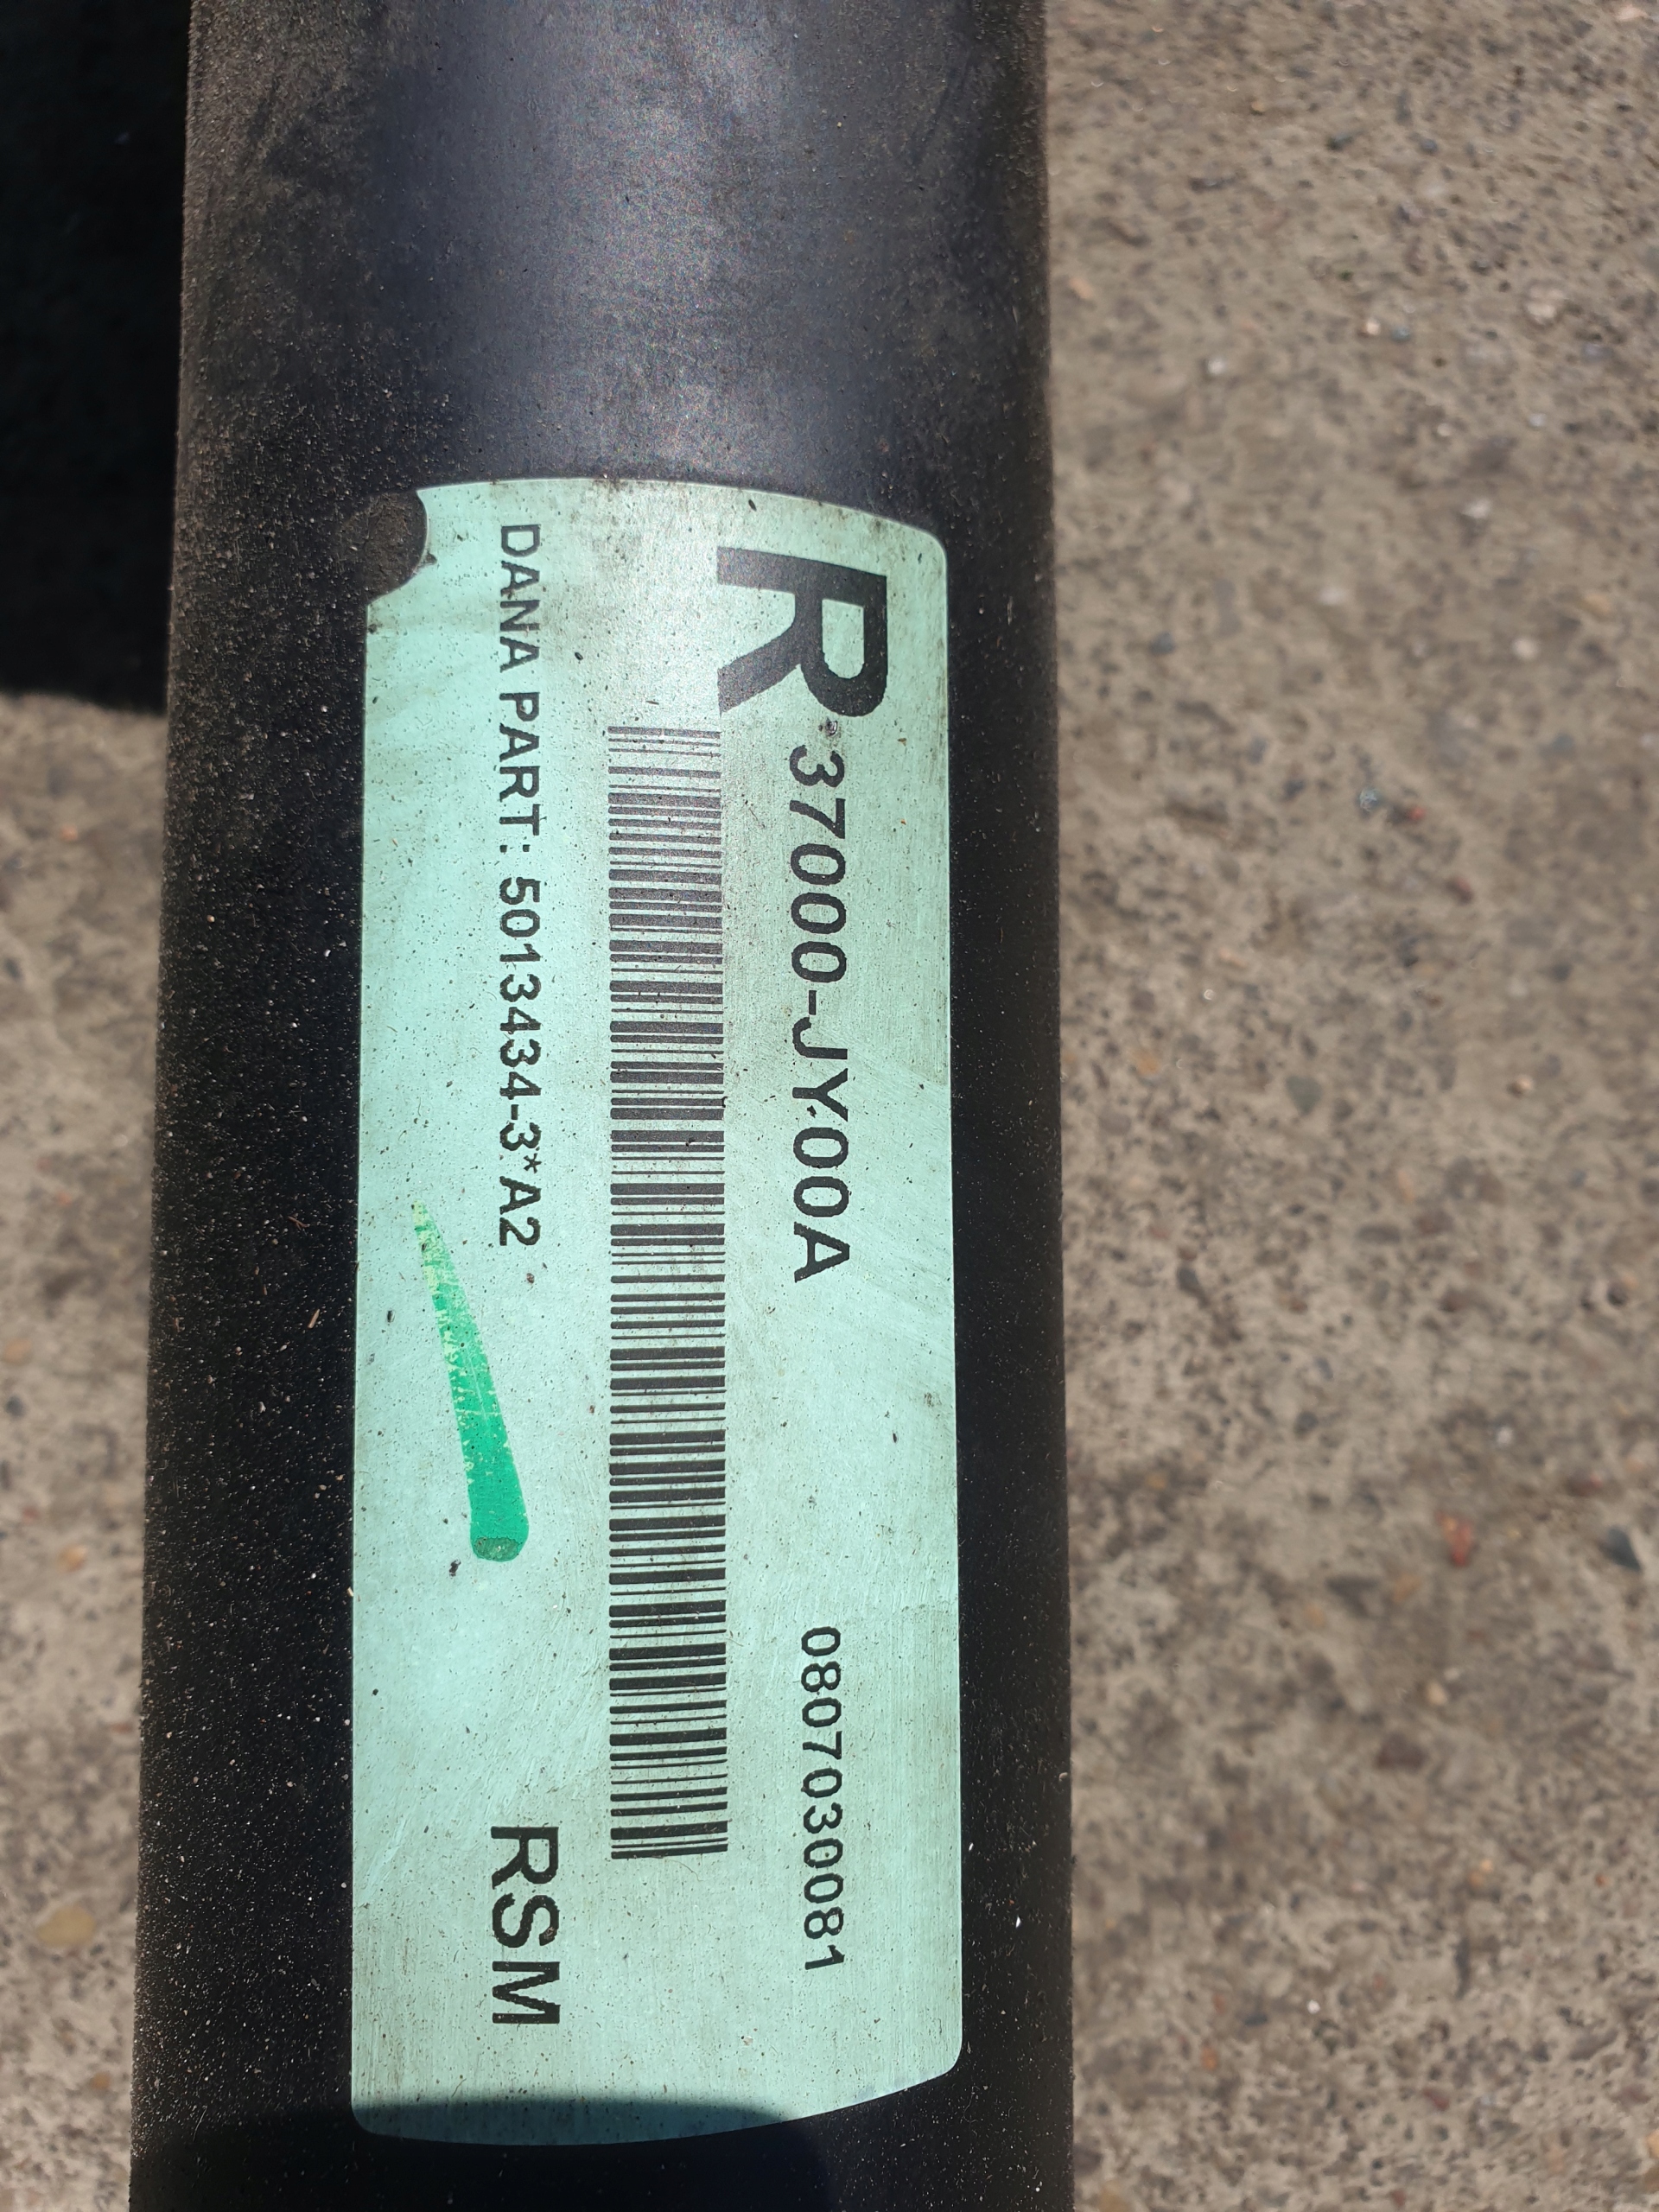 R 37000-JY00A 0807030081
DANA PART: 5013434-3*A2 RSM